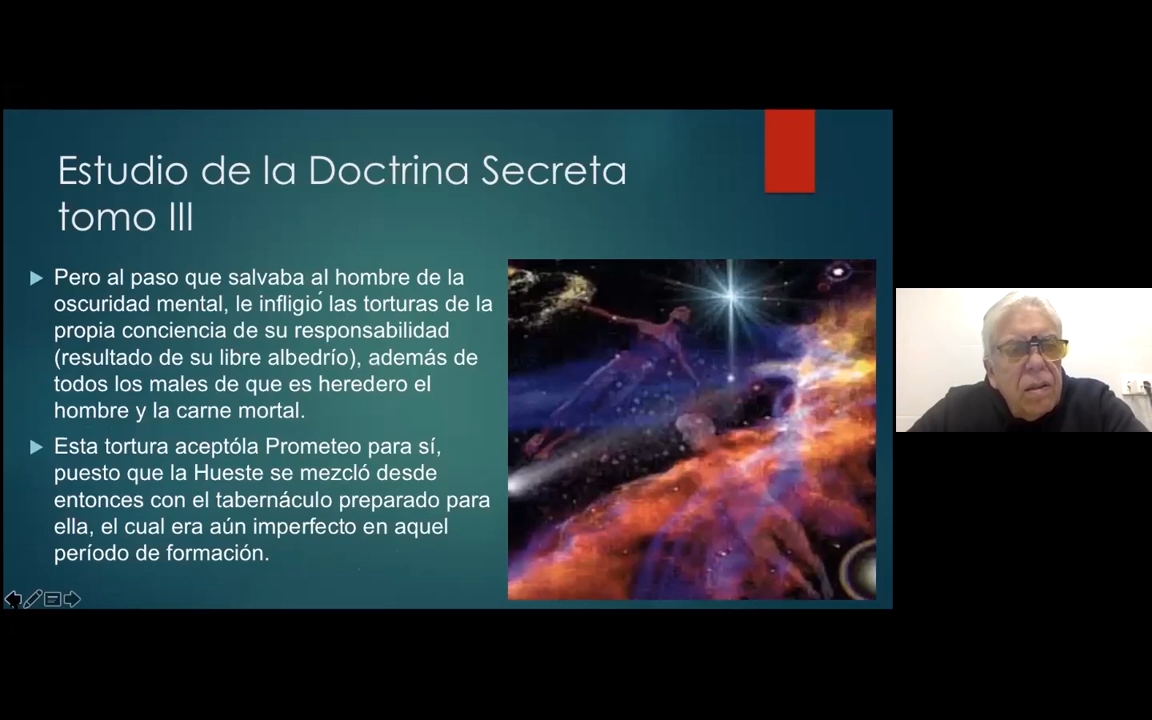 Estudio de la Doctrina Secreta
tomo III
Pero al paso que salvaba al hombre de la
oscuridad mental, le infligió las torturas de la
propia conciencia de su responsabilidad
(resultado de su libre albedrío), además de
todos los males de que es heredero el
hombre y la carne mortal.
Esta tortura aceptóla Prometeo para sí,
puesto que la Hueste se mezcló desde
entonces con el tabernáculo preparado para
ella, el cual era aún imperfecto en aquel
período de formación.